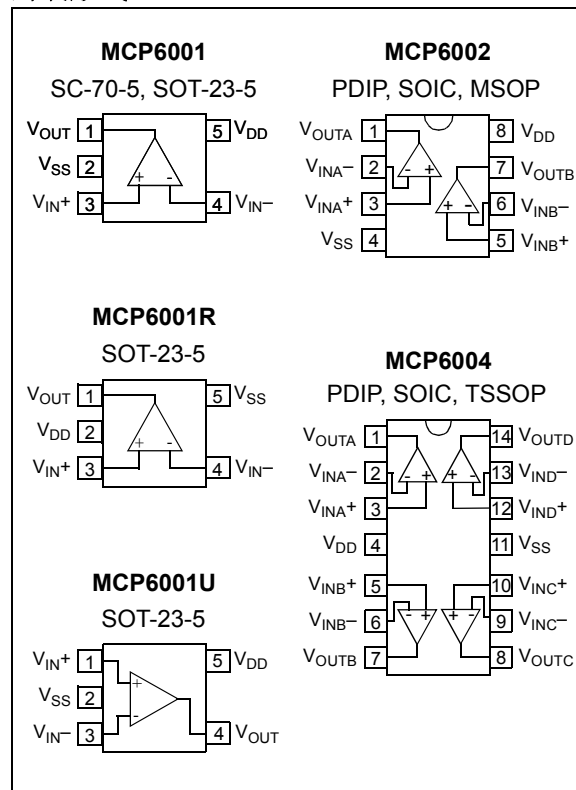 MCP6001
SC-70-5, SOT-23-5
VOUT 1
5 VDD
VSS 2
VIN+ 3
4 VIN–
+ -
MCP6001R
SOT-23-5
VOUT 1
5 VSS
VDD 2
VIN+ 3
4 VIN–
+ -
MCP6001U
SOT-23-5
VIN+ 1
5 VDD
VSS 2
VIN– 3
4 VOUT
+
-
MCP6002
PDIP, SOIC, MSOP
VOUTA 1
8 VDD
VINA– 2
7 VOUTB
VINA+ 3
6 VINB–
VSS 4
5 VINB+
- +
+ -
MCP6004
PDIP, SOIC, TSSOP
VOUTA 1
14 VOUTD
VINA– 2
13 VIND–
VINA+ 3
12 VIND+
VDD 4
11 VSS
VINB+ 5
10 VINC+
VINB– 6
9 VINC–
VOUTB 7
8 VOUTC
- +
+ -
- +
+ -